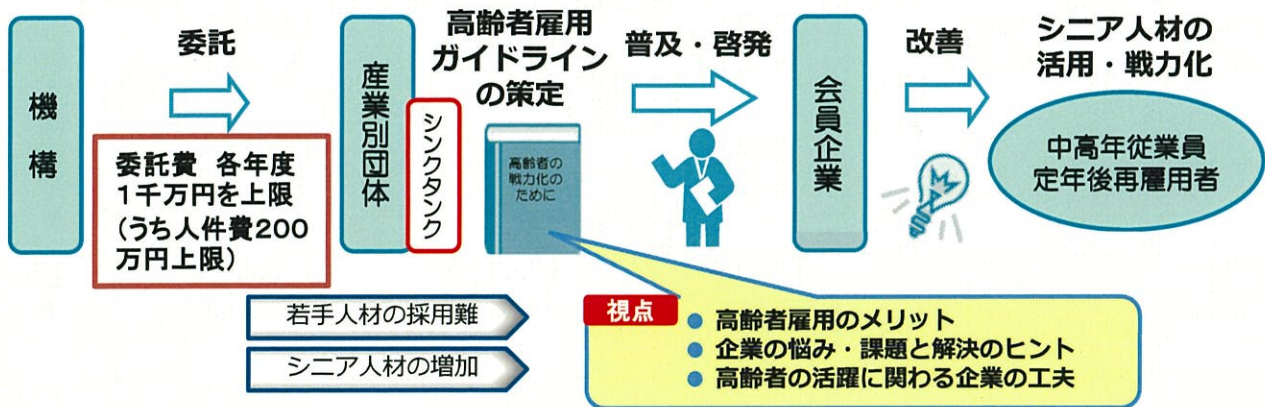 機構
委託
委託費 各年度
1千万円を上限
(うち人件費200
万円上限)
産業別団体
シンクタンク
高齢者雇用
ガイドライン
の策定
高齢者の
戦力化の
ために
普及・啓発
会員企業
改善
シニア人材の
活用・戦力化
中高年従業員
定年後再雇用者
若手人材の採用難
シニア人材の増加
視点
● 高齢者雇用のメリット
● 企業の悩み・課題と解決のヒント
● 高齢者の活躍に関わる企業の工夫